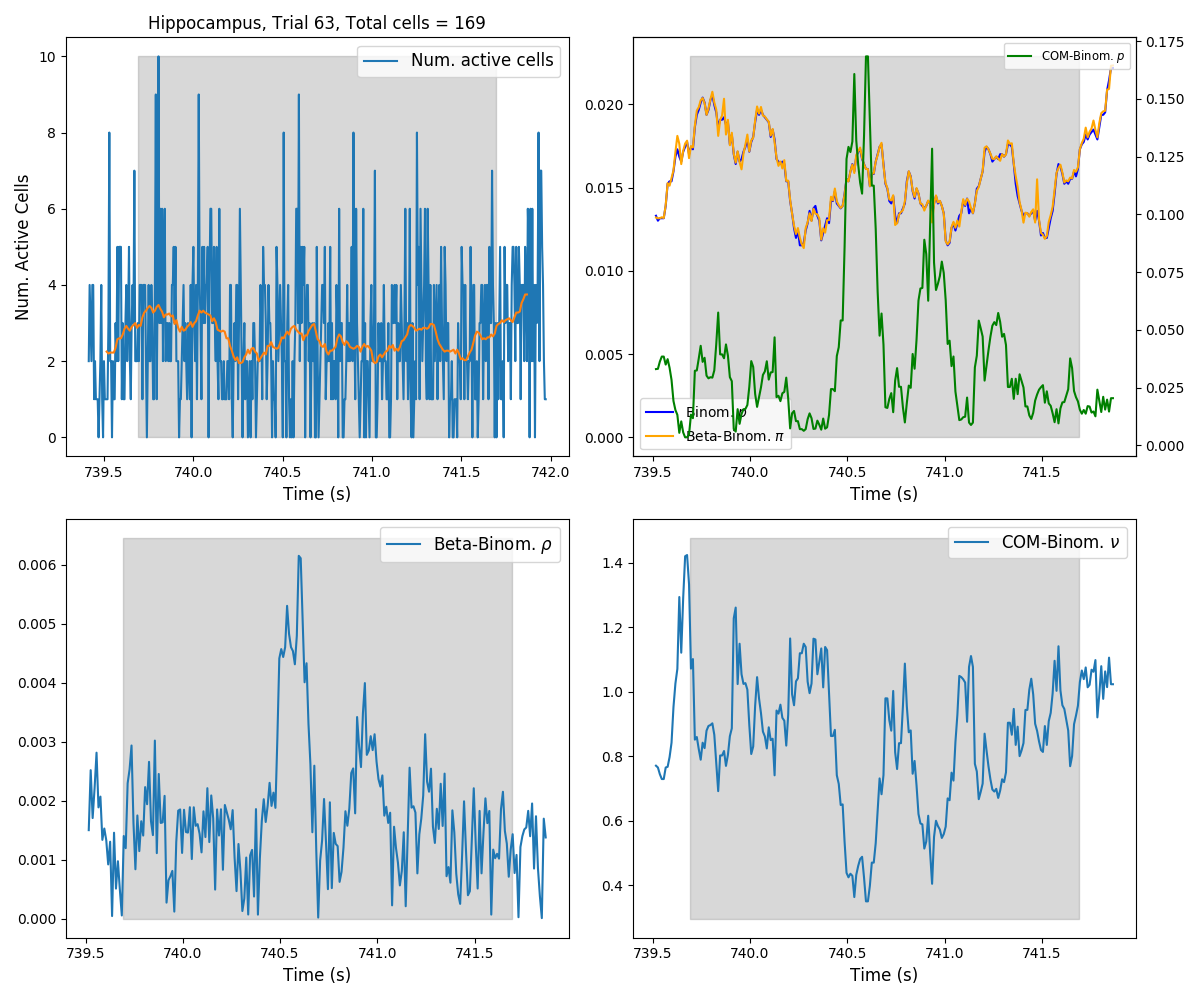 Hippocampus, Trial 63, Total cells = 169
Num. active cells
Num. Active Cells
10
8
6
4
2
0
739.5 740.0 740.5 741.0 741.5 742.0
Time (s)
COM-Binom. p
0.020
0.015
0.010
0.005
0.000
0.175
0.150
0.125
0.100
0.075
0.050
0.025
0.000
Binom. p
Beta-Binom. π
739.5 740.0 740.5 741.0 741.5
Time (s)
Beta-Binom. ρ
0.006
0.005
0.004
0.003
0.002
0.001
0.000
739.5 740.0 740.5 741.0 741.5
Time (s)
COM-Binom. ν
1.4
1.2
1.0
0.8
0.6
0.4
739.5 740.0 740.5 741.0 741.5
Time (s)